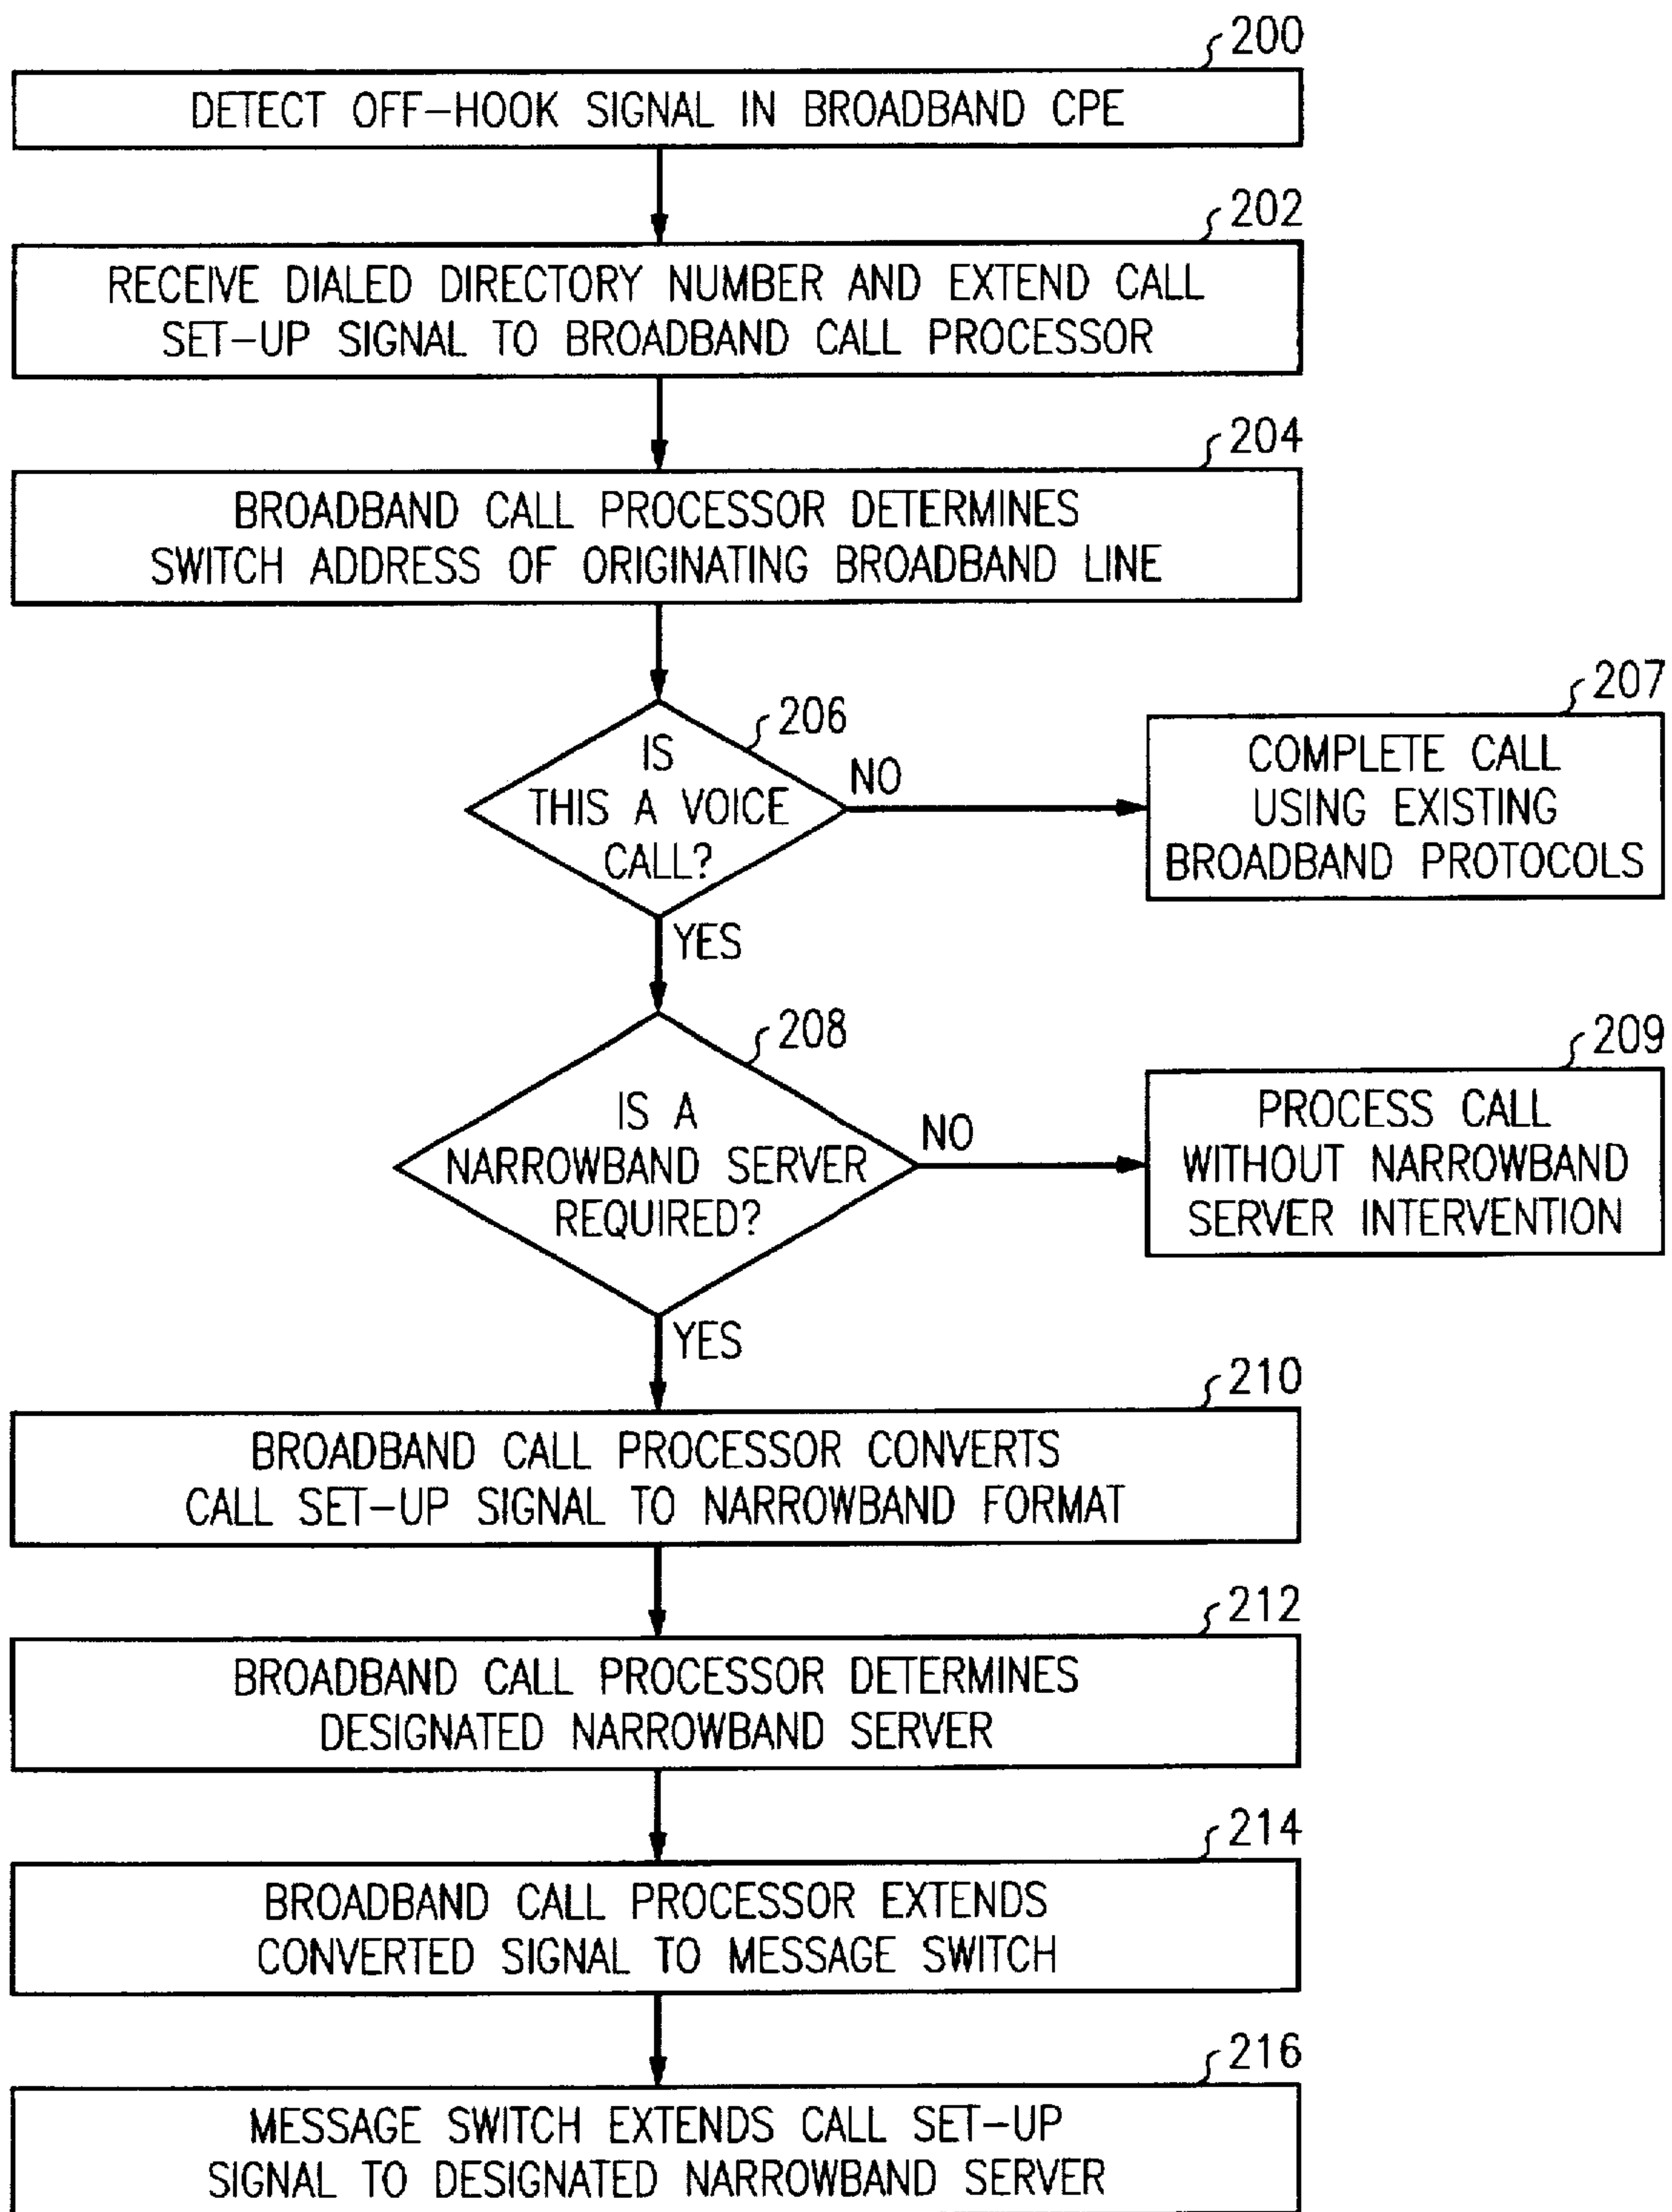 200
DETECT OFF-HOOK SIGNAL IN BROADBAND CPE
202
RECEIVE DIALED DIRECTORY NUMBER AND EXTEND CALL
SET-UP SIGNAL TO BROADBAND CALL PROCESSOR
204
BROADBAND CALL PROCESSOR DETERMINES
SWITCH ADDRESS OF ORIGINATING BROADBAND LINE
206
IS
THIS A VOICE
CALL?
NO
207
COMPLETE CALL
USING EXISTING
BROADBAND PROTOCOLS
YES
208
IS A
NARROWBAND SERVER
REQUIRED?
NO
209
PROCESS CALL
WITHOUT NARROWBAND
SERVER INTERVENTION
YES
210
BROADBAND CALL PROCESSOR CONVERTS
CALL SET-UP SIGNAL TO NARROWBAND FORMAT
212
BROADBAND CALL PROCESSOR DETERMINES
DESIGNATED NARROWBAND SERVER
214
BROADBAND CALL PROCESSOR EXTENDS
CONVERTED SIGNAL TO MESSAGE SWITCH
216
MESSAGE SWITCH EXTENDS CALL SET-UP
SIGNAL TO DESIGNATED NARROWBAND SERVER